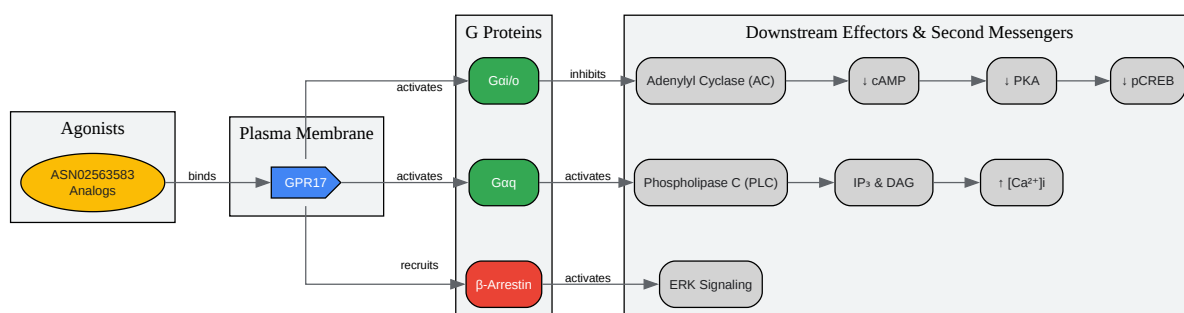 G Proteins
Downstream Effectors & Second Messengers
Gαi/o
inhibits
Adenylyl Cyclase (AC)
↓ cAMP
↓ PKA
↓ pCREB
activates
Agonists
Plasma Membrane
ASN02563583
Analogs
binds
GPR17
activates
Gαq
activates
Phospholipase C (PLC)
IP₃ & DAG
↑ [Ca²⁺]i
recruits
β-Arrestin
activates
ERK Signaling